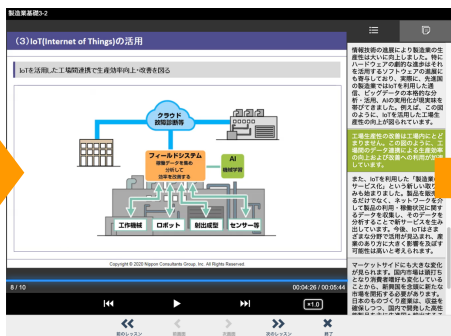 製造業基礎3-2
（3）IoT(Internet of Things)の活用
IoTを活用した工場間連携で生産効率向上・改善を図る
クラウド
故障診断等
フィールドシステム
稼働データを集め
分析して
効率を改善する
AI
機械学習
工作機械
ロボット
射出成型
センサー等
Copyright © 2020 Nippon Consultants Group, Inc. All Rights Reserved.
8 / 10
00:04:26 / 00:05:44
×1.0
前のレッスン
次のレッスン
終了
情報技術の進展により製造業の生
産性は大いに向上しました。特に
ハードウェアの劇的な進歩はそれ
を活用するソフトウェアの進展に
も寄与しており、実際に、先進国
の製造業ではIoTを利用した通
信、ビッグデータの本格的な分
析・活用、AIの実用化が現実味を
帯びてきました。例えば、この図
のように、IoTを活用した工場生
産性の向上が図られています。
工場生産性の改善は工場内にとど
まりません。この図のように、工
場間のデータ連携による生産効率
の向上および改善への利用が
しています。
また、IoTを利用した「製造業
サービス化」という新しい取り
みも始まりました。製品を販売
るだけでなく、ネットワークを介
して製品の利用・稼働状況に関す
るデータを収集し、そのデータを
分析することで新サービスを生み
出しています。今後、IoTはさま
ざまな分野で活用が見込まれ、産
業のあり方に大きく影響を及ぼす
可能性は高いと考えられます。
マーケットサイドにも大きな変化
が見られます。国内市場は頭打ち
となり消費者嗜好も変化している
ことから、新興国を念頭に新たな
市場を開拓する必要があります。
日本のものづくり産業は、収益を
確保しつつ、国内で開発した高性